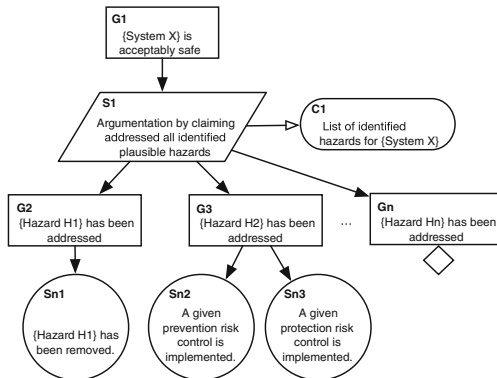 G1
{System X} is
acceptably safe
S1
Argumentation by claiming
addressed all identified
plausible hazards
C1
List of identified
hazards for {System X}
G2
{Hazard H1} has been
addressed
G3
{Hazard H2} has been
addressed
...
Gn
{Hazard Hn} has been
addressed
Sn1
{Hazard H1} has
been removed.
Sn2
A given
prevention risk
control is
implemented.
Sn3
A given
protection risk
control is
implemented.